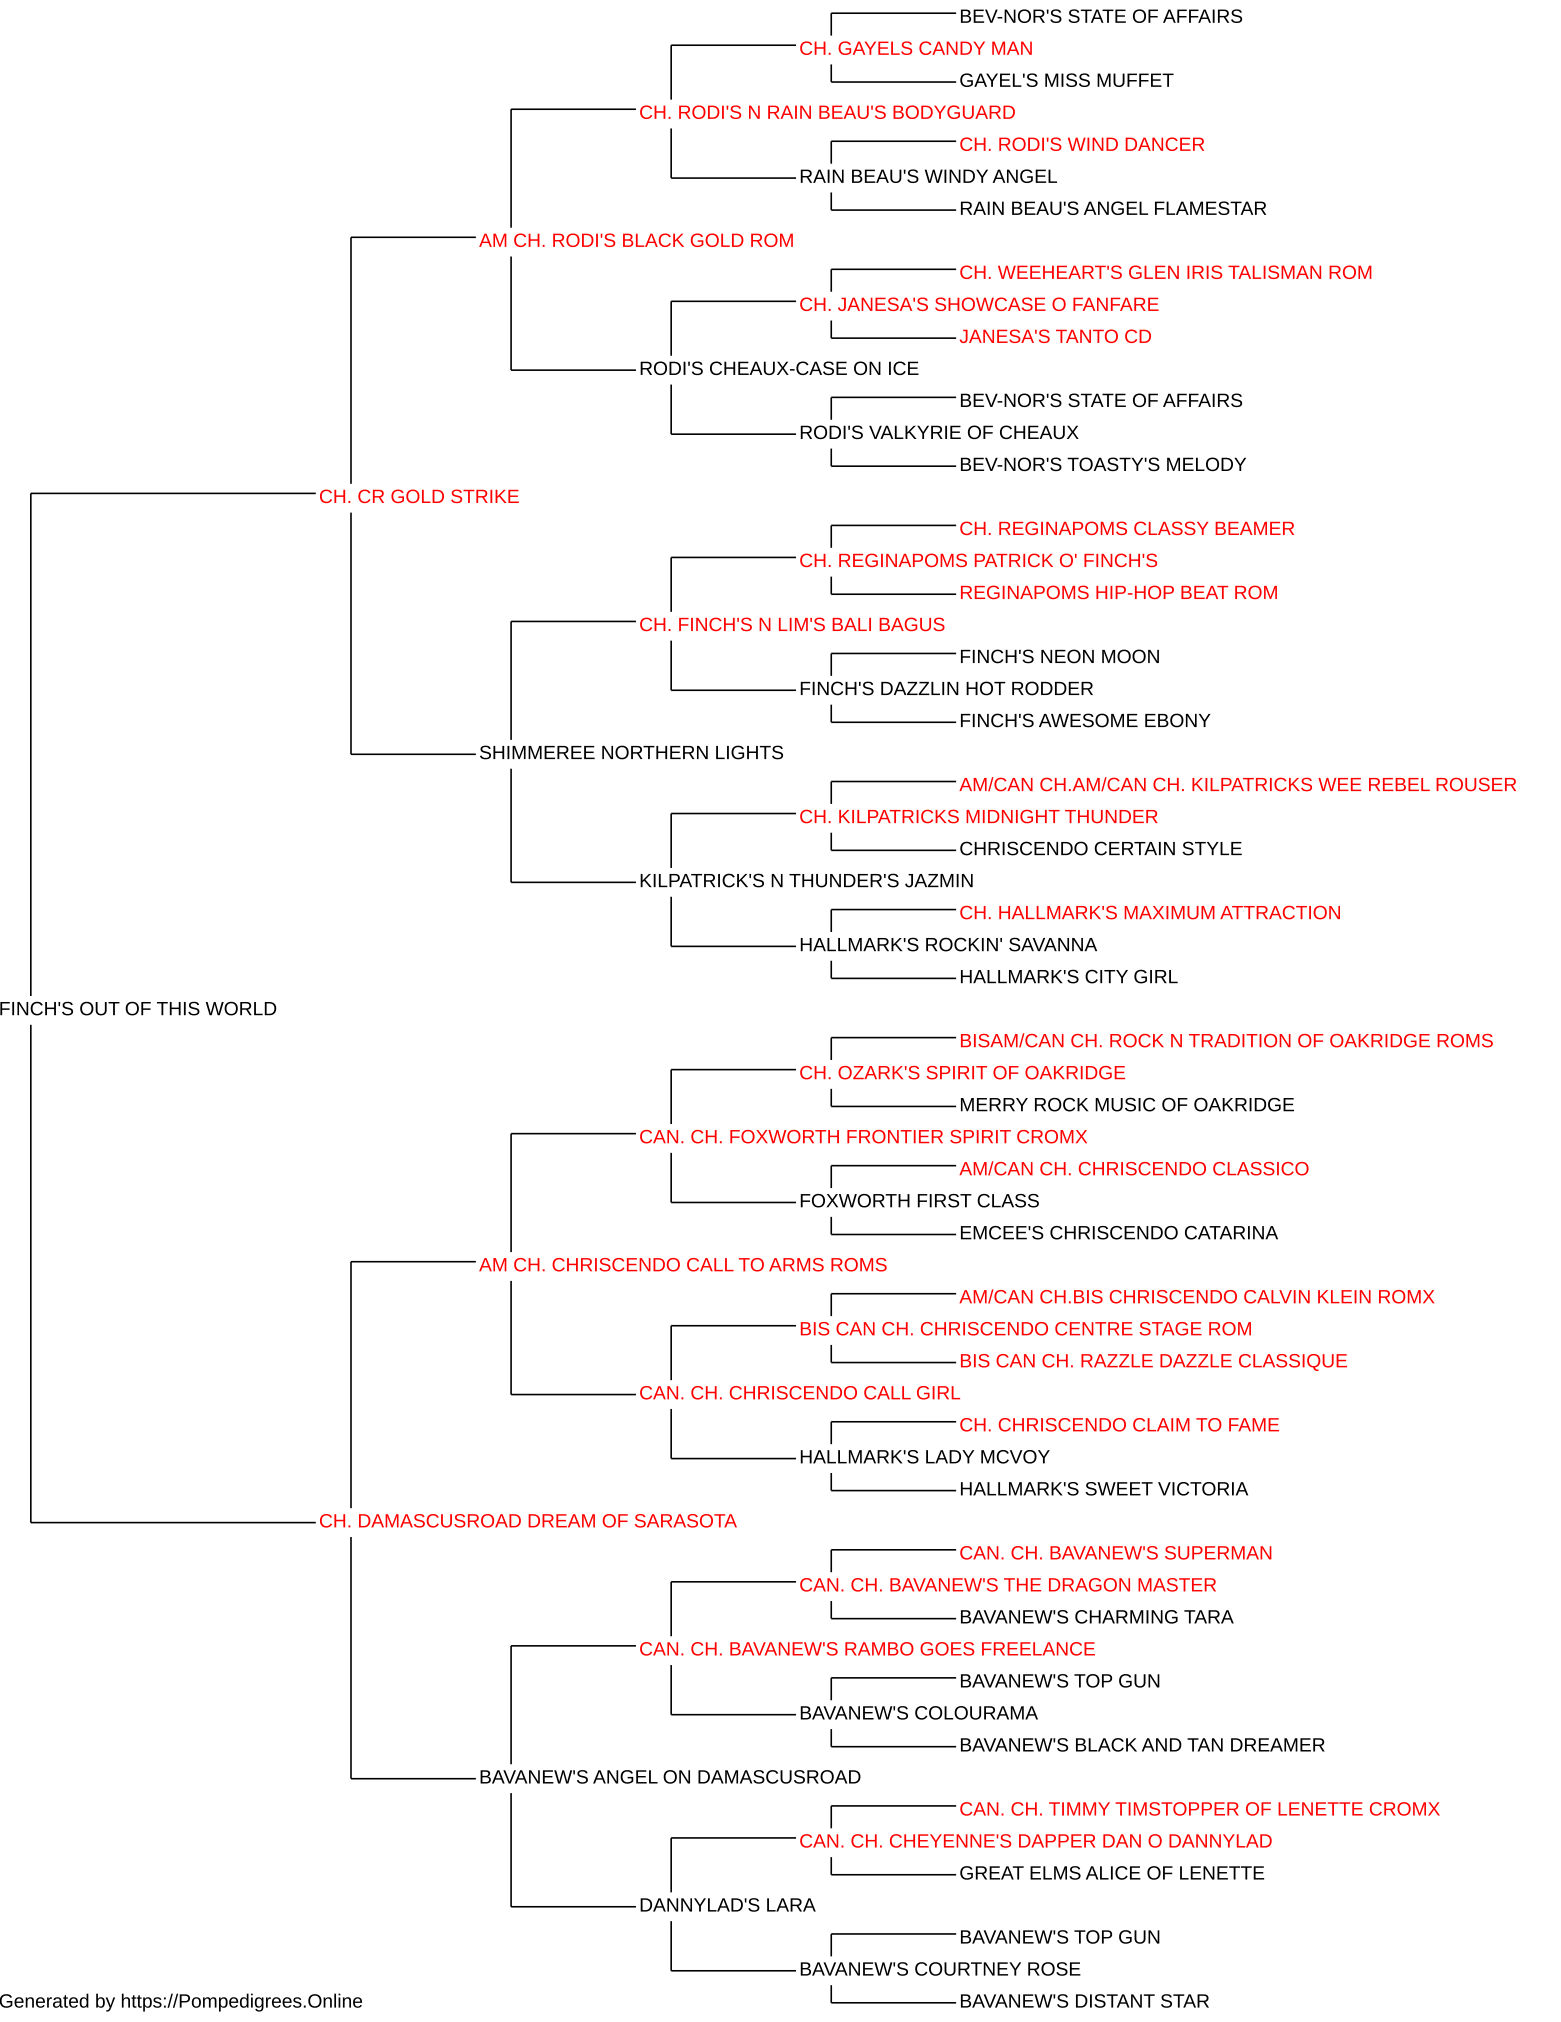 BEV-NOR'S STATE OF AFFAIRS
CH. GAYELS CANDY MAN
GAYEL'S MISS MUFFET
CH. RODI'S N RAIN BEAU'S BODYGUARD
CH. RODI'S WIND DANCER
RAIN BEAU'S WINDY ANGEL
RAIN BEAU'S ANGEL FLAMESTAR
AM CH. RODI'S BLACK GOLD ROM
CH. WEEHEART'S GLEN IRIS TALISMAN ROM
CH. JANESA'S SHOWCASE O FANFARE
JANESA'S TANTO CD
RODI'S CHEAUX-CASE ON ICE
BEV-NOR'S STATE OF AFFAIRS
RODI'S VALKYRIE OF CHEAUX
BEV-NOR'S TOASTY'S MELODY
CH. CR GOLD STRIKE
CH. REGINAPOMS CLASSY BEAMER
CH. REGINAPOMS PATRICK O' FINCH'S
REGINAPOMS HIP-HOP BEAT ROM
CH. FINCH'S N LIM'S BALI BAGUS
FINCH'S NEON MOON
FINCH'S DAZZLIN HOT RODDER
FINCH'S AWESOME EBONY
SHIMMEREE NORTHERN LIGHTS
AM/CAN CH.AM/CAN CH. KILPATRICKS WEE REBEL ROUSER
CH. KILPATRICKS MIDNIGHT THUNDER
CHRISCENDO CERTAIN STYLE
KILPATRICK'S N THUNDER'S JAZMIN
CH. HALLMARK'S MAXIMUM ATTRACTION
HALLMARK'S ROCKIN' SAVANNA
HALLMARK'S CITY GIRL
FINCH'S OUT OF THIS WORLD
BISAM/CAN CH. ROCK N TRADITION OF OAKRIDGE ROMS
CH. OZARK'S SPIRIT OF OAKRIDGE
MERRY ROCK MUSIC OF OAKRIDGE
CAN. CH. FOXWORTH FRONTIER SPIRIT CROMX
AM/CAN CH. CHRISCENDO CLASSICO
FOXWORTH FIRST CLASS
EMCEE'S CHRISCENDO CATARINA
AM CH. CHRISCENDO CALL TO ARMS ROMS
AM/CAN CH.BIS CHRISCENDO CALVIN KLEIN ROMX
BIS CAN CH. CHRISCENDO CENTRE STAGE ROM
BIS CAN CH. RAZZLE DAZZLE CLASSIQUE
CAN. CH. CHRISCENDO CALL GIRL
CH. CHRISCENDO CLAIM TO FAME
HALLMARK'S LADY MCVOY
HALLMARK'S SWEET VICTORIA
CH. DAMASCUSROAD DREAM OF SARASOTA
CAN. CH. BAVANEW'S SUPERMAN
CAN. CH. BAVANEW'S THE DRAGON MASTER
BAVANEW'S CHARMING TARA
CAN. CH. BAVANEW'S RAMBO GOES FREELANCE
BAVANEW'S TOP GUN
BAVANEW'S COLOURAMA
BAVANEW'S BLACK AND TAN DREAMER
BAVANEW'S ANGEL ON DAMASCUSROAD
CAN. CH. TIMMY TIMSTOPPER OF LENETTE CROMX
CAN. CH. CHEYENNE'S DAPPER DAN O DANNYLAD
GREAT ELMS ALICE OF LENETTE
DANNYLAD'S LARA
BAVANEW'S TOP GUN
BAVANEW'S COURTNEY ROSE
BAVANEW'S DISTANT STAR
Generated by https://Pompedigrees.Online